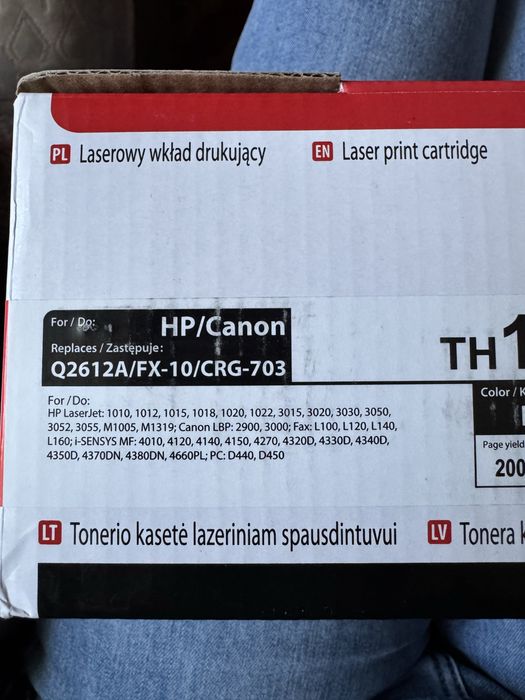 PL Laserowy wkład drukujący
EN Laser print cartridge
For / Do:
HP/Canon
Replaces / Zastępuje:
Q2612A/FX-10/CRG-703
TH1
For / Do:
HP LaserJet: 1010, 1012, 1015, 1018, 1020, 1022, 3015, 3020, 3030, 3050,
3052, 3055, M1005, M1319; Canon LBP: 2900, 3000; Fax: L100, L120, L140,
L160; i-SENSYS MF: 4010, 4120, 4140, 4150, 4270, 4320D, 4330D, 4340D,
4350D, 4370DN, 4380DN, 4660PL; PC: D440, D450
Color / K
Page yield
200
LT Tonerio kasetė lazeriniam spausdintuvui
LV Tonera k